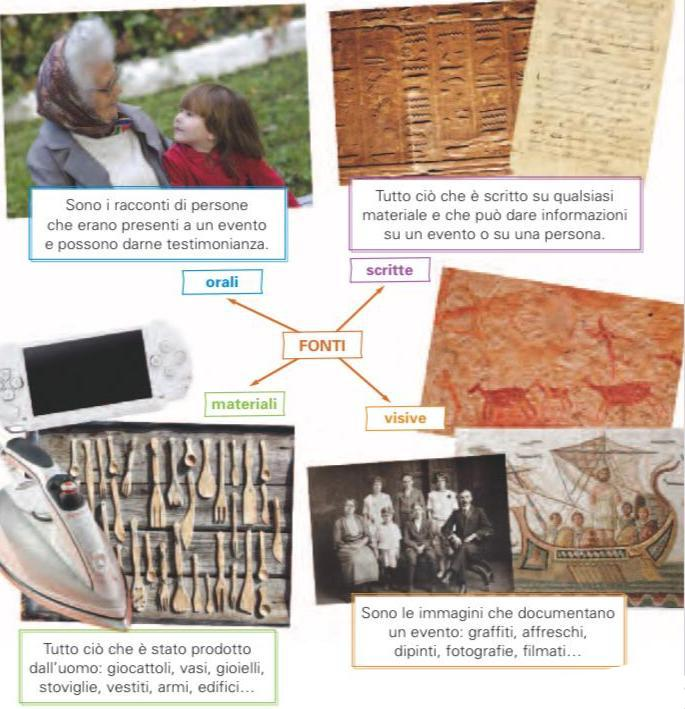 Sono i racconti di persone
che erano presenti a un evento
e possono darne testimonianza.
Tutto ciò che è scritto su qualsiasi
materiale e che può dare informazioni
su un evento o su una persona.
orali
scritte
FONTI
materiali
visive
Tutto ciò che è stato prodotto
dall'uomo: giocattoli, vasi, gioielli,
stoviglie, vestiti, armi, edifici…
Sono le immagini che documentano
un evento: graffiti, affreschi,
dipinti, fotografie, filmati…